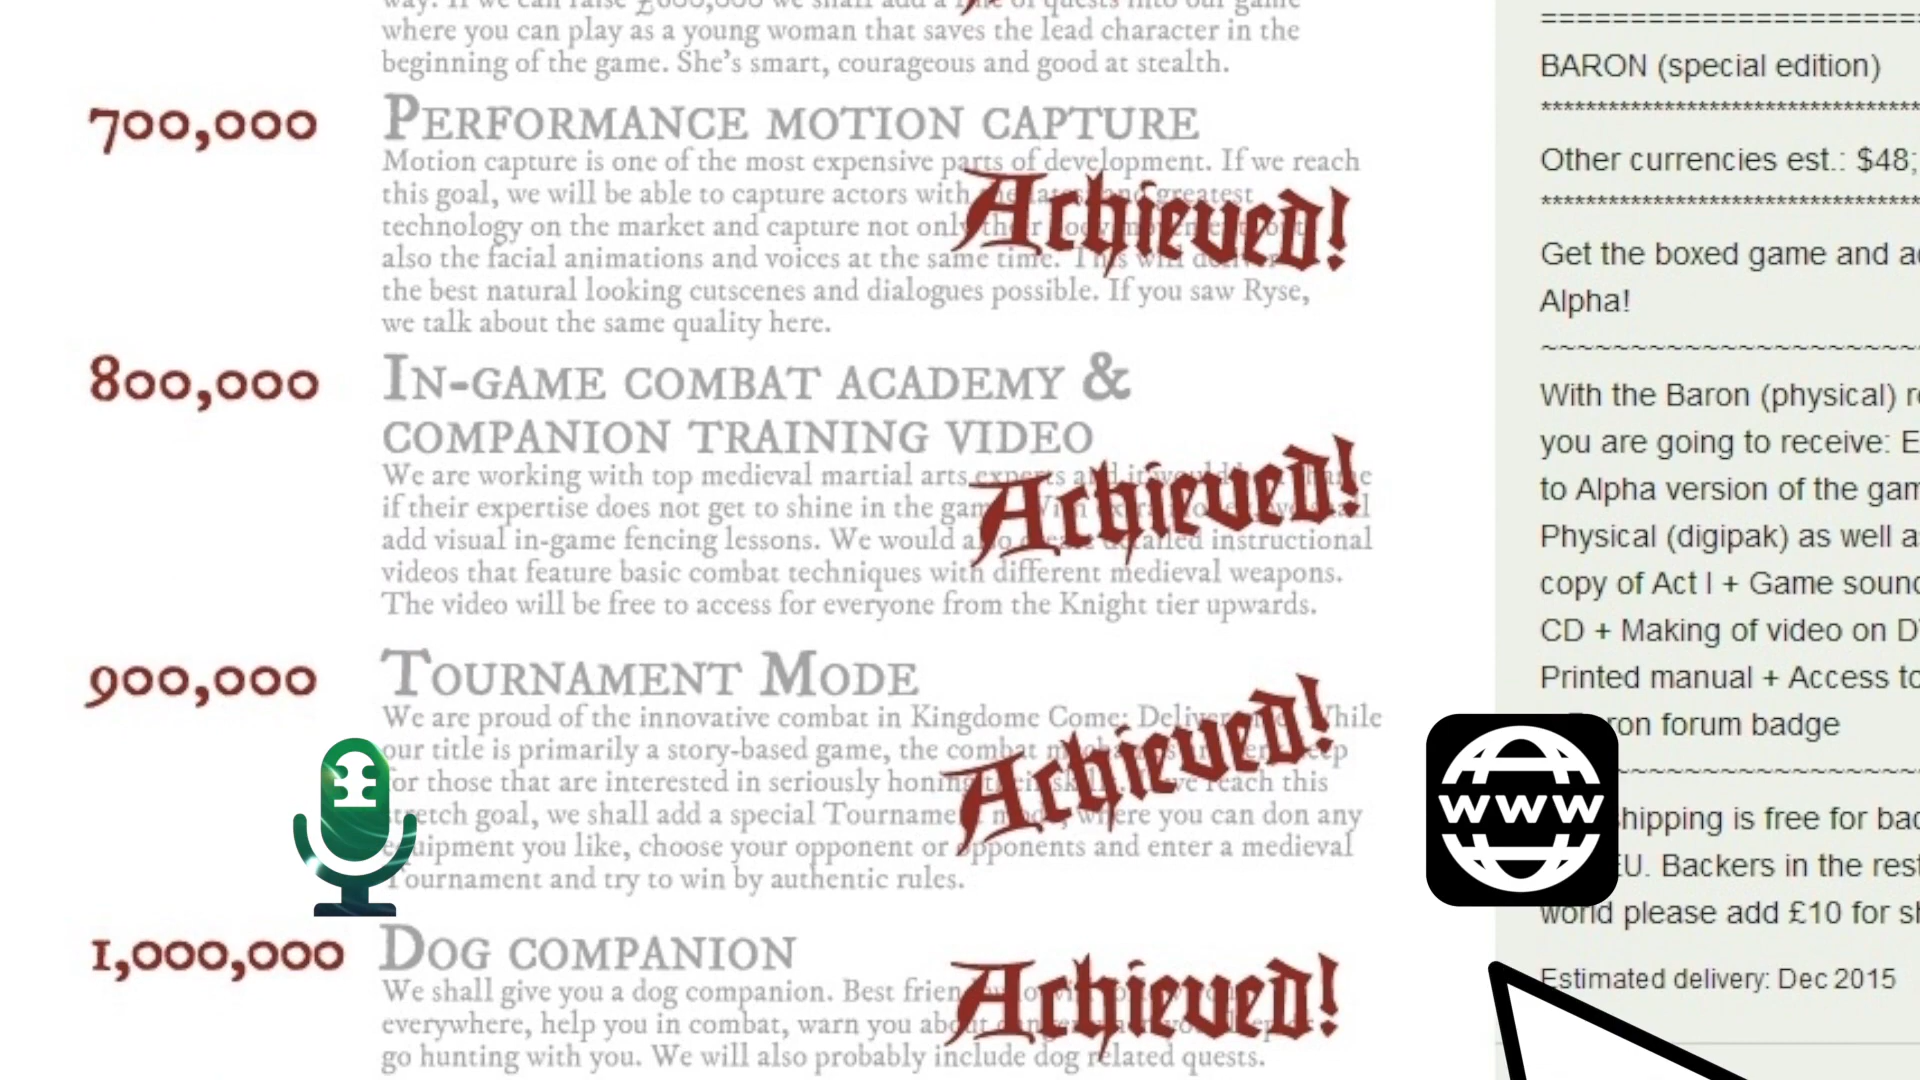 where you can play as a young woman that saves the lead character in the
beginning of the game. She's smart, courageous and good at stealth.
700,000
PERFORMANCE MOTION CAPTURE
Motion capture is one of the most expensive parts of development. If we reach
this goal, we will be able to capture actors with greatest
technology on the market and capture not only
also the facial animations and voices at the same time. This will
the best natural looking cutscenes and dialogues possible. If you saw Ryse,
we talk about the same quality here.
Achieved!
800,000
IN-GAME COMBAT ACADEMY &
COMPANION TRAINING VIDEO
We are working with top medieval martial arts experts
if their expertise does not get to shine in the
add visual in-game fencing lessons. We would instructional
videos that feature basic combat techniques with different medieval weapons.
The video will be free to access for everyone from the Knight tier upwards.
Achieved!
900,000
TOURNAMENT MODE
We are proud of the innovative combat in Kingdome Come: While
our title is primarily a story-based game, the combat
for those that are interested in seriously reach this
stretch goal, we shall add a special where you can don any
equipment you like, choose your opponent or opponents and enter a medieval
Tournament and try to win by authentic rules.
Achieved!
1,000,000
DOG COMPANION
We shall give you a dog companion. Best
everywhere, help you in combat, warn you about
go hunting with you. We will also probably include dog related quests.
Achieved!
==========================
BARON (special edition)
Other currencies est.: $48;
Get the boxed game and
Alpha!
With the Baron (physical)
you are going to receive:
to Alpha version of the
Physical (digipak) as well
copy of Act I + Game
CD + Making of video on
Printed manual + Access to
forum badge
www
shipping is free for
EU. Backers in the
world please add £10 for
Estimated delivery: Dec 2015